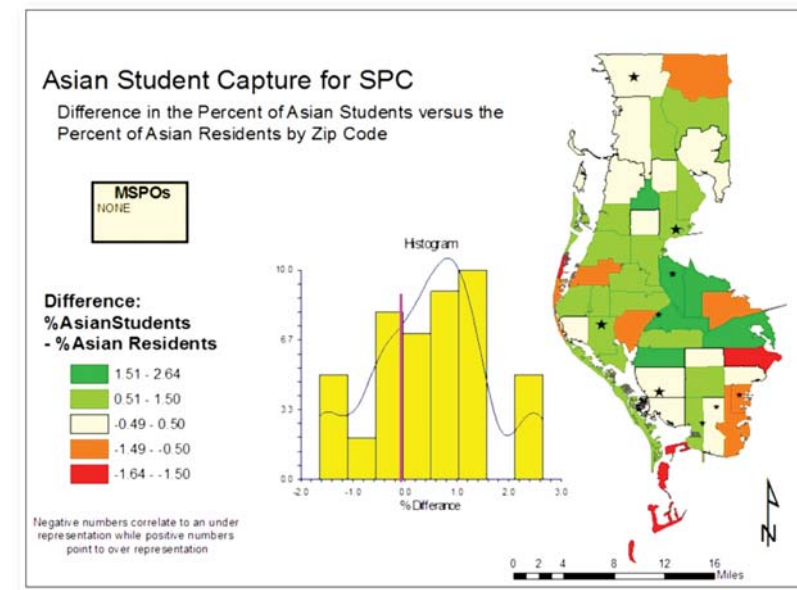 Asian Student Capture for SPC
Difference in the Percent of Asian Students versus the
Percent of Asian Residents by Zip Code
MSPOs
NONE
Histogram
10.0
6.7
3.3
0.0
-2.0 -1.0 0.0 1.0 2.0 3.0
% Differance
Difference:
%AsianStudents
- %Asian Residents
1.51 - 2.64
0.51 - 1.50
-0.49 - 0.50
-1.49 - -0.50
-1.64 - -1.50
Negative numbers correlate to an under
representation while positive numbers
point to over representation
N
0 2 4 8 12 16
Miles